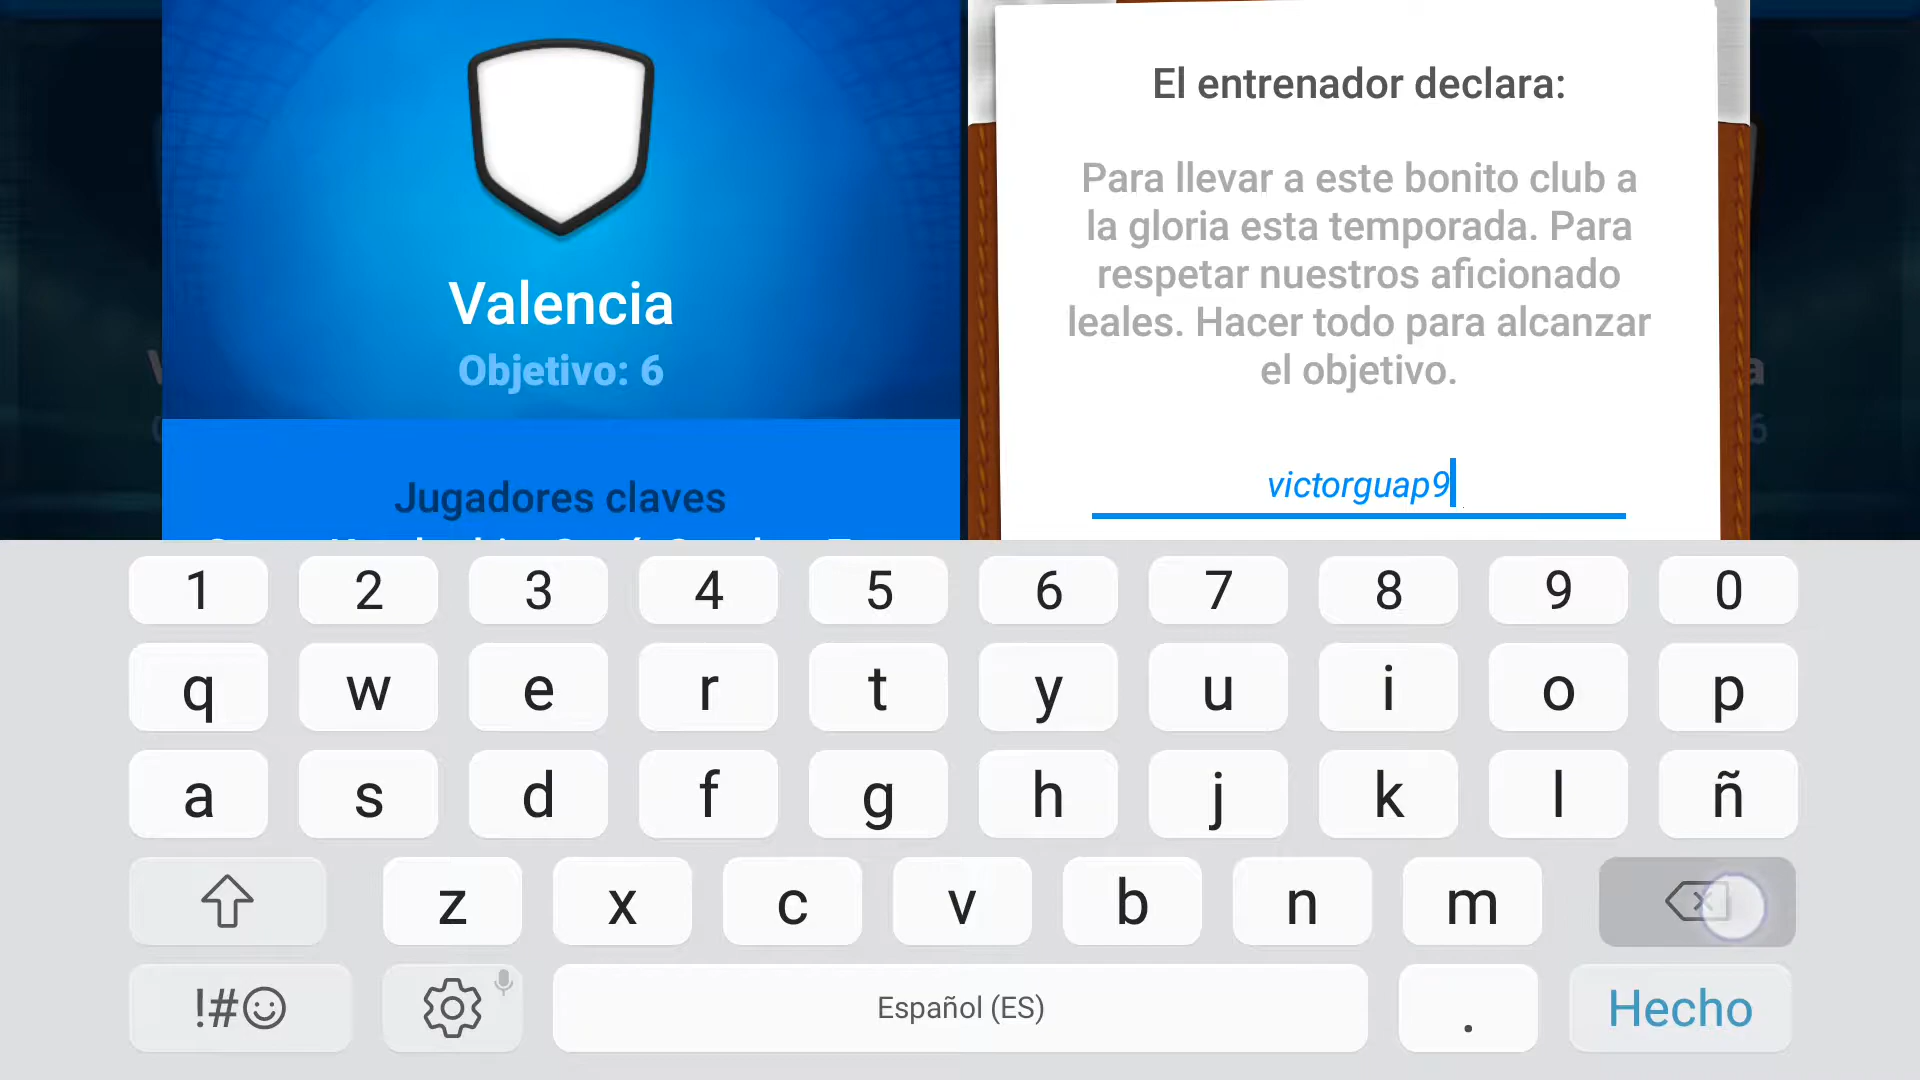 Valencia
Objetivo: 6
Jugadores claves
El entrenador declara:
Para llevar a este bonito club a
la gloria esta temporada. Para
respetar nuestros aficionado
leales. Hacer todo para alcanzar
el objetivo.
victorguap9
1 2 3 4 5 6 7 8 9 0
q w e r t y u i o p
a s d f g h j k l ñ
z x c v b n m
!#☺ Español (ES) . Hecho